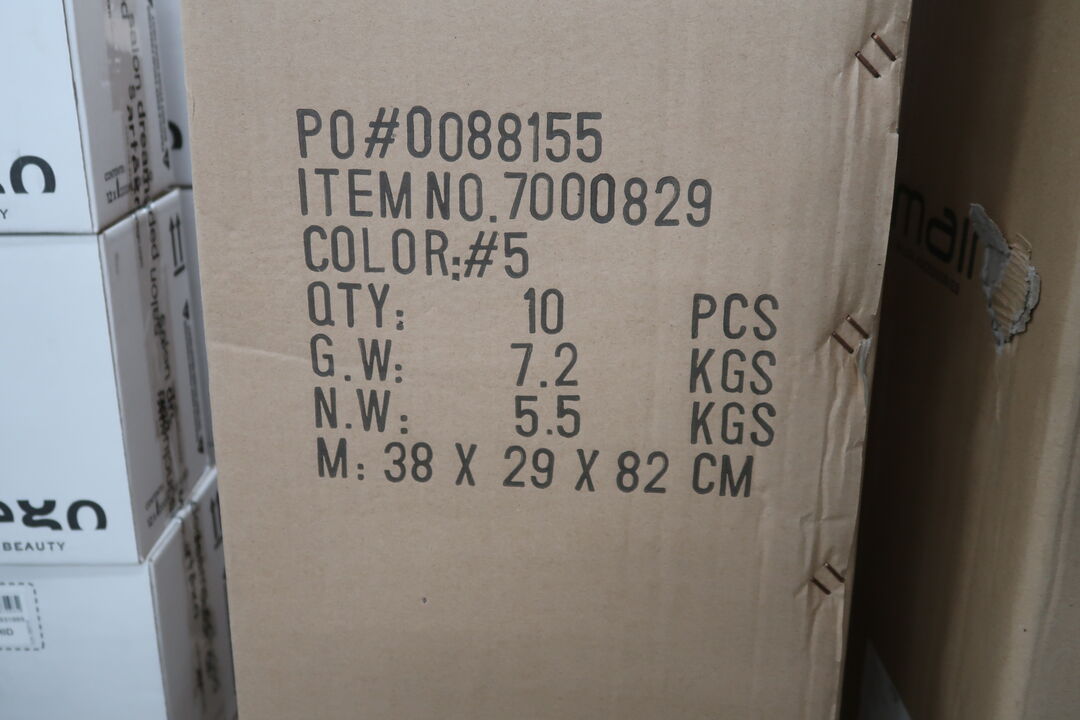 PO#0088155
ITEM NO. 7000829
COLOR:#5
QTY: 10 PCS
G.W: 7.2 KGS
N.W: 5.5 KGS
M: 38 X 29 X 82 CM
BEAUTY